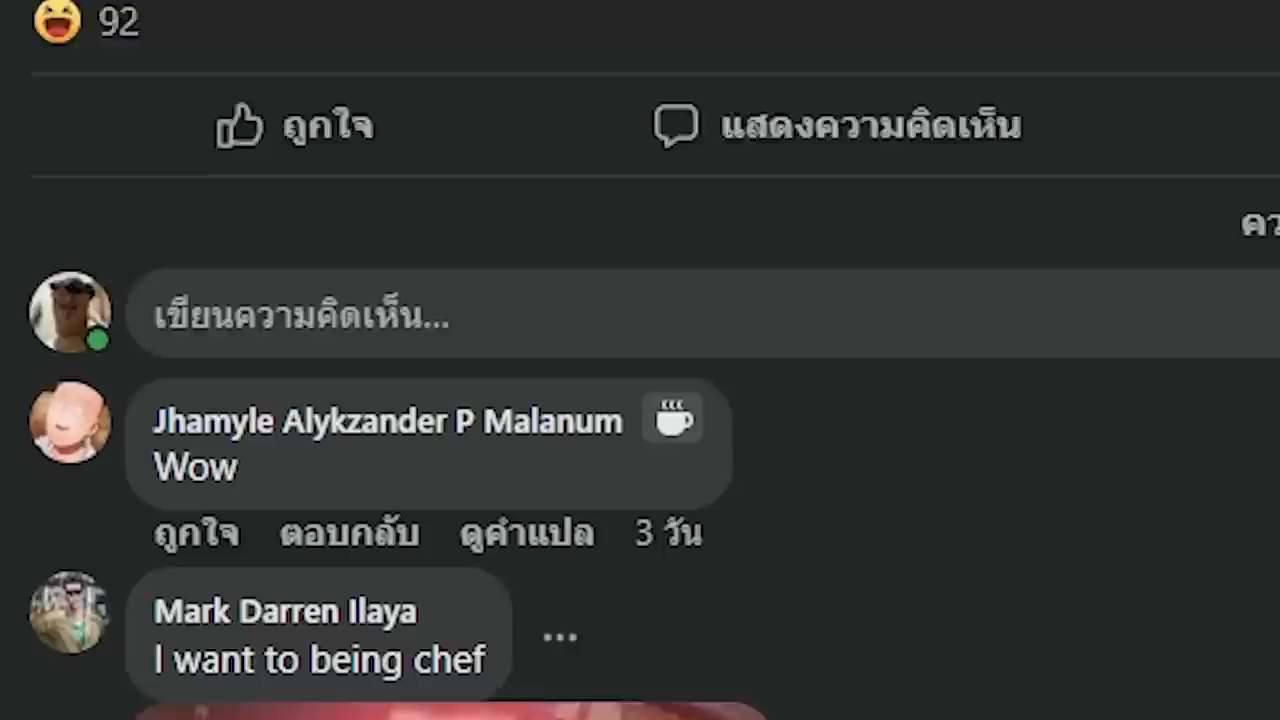 92
ถูกใจ
แสดงความคิดเห็น
คว
เขียนความคิดเห็น...
Jhamyle Alykzander P Malanum
Wow
ถูกใจ ตอบกลับ ดูคำแปล 3 วัน
Mark Darren Ilaya
I want to being chef